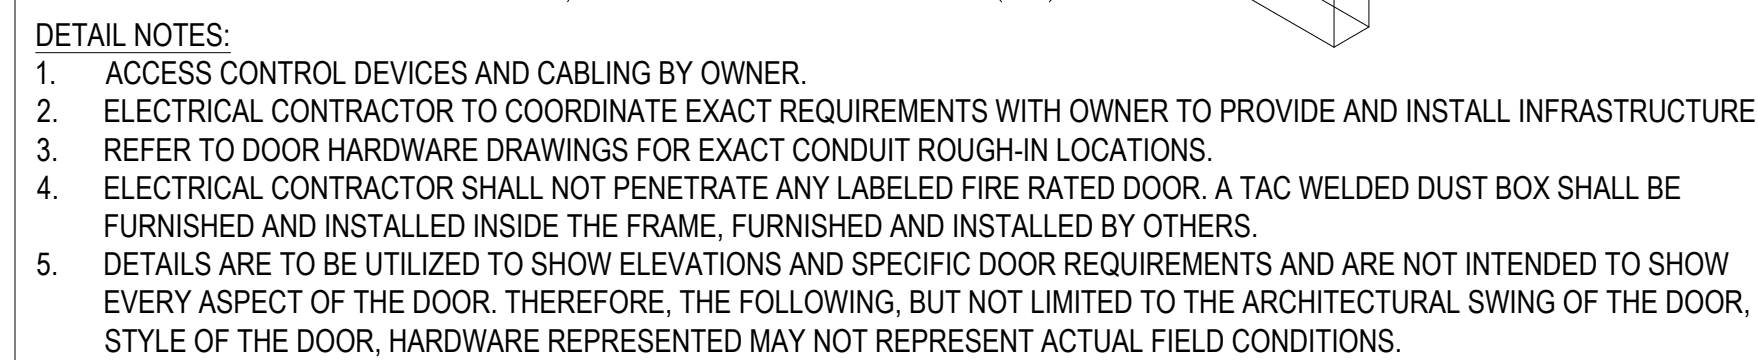 DETAIL NOTES:
1. ACCESS CONTROL DEVICES AND CABLING BY OWNER.
2. ELECTRICAL CONTRACTOR TO COORDINATE EXACT REQUIREMENTS WITH OWNER TO PROVIDE AND INSTALL INFRASTRUCTURE
3. REFER TO DOOR HARDWARE DRAWINGS FOR EXACT CONDUIT ROUGH-IN LOCATIONS.
4. ELECTRICAL CONTRACTOR SHALL NOT PENETRATE ANY LABELED FIRE RATED DOOR. A TAC WELDED DUST BOX SHALL BE
FURNISHED AND INSTALLED INSIDE THE FRAME, FURNISHED AND INSTALLED BY OTHERS.
5. DETAILS ARE TO BE UTILIZED TO SHOW ELEVATIONS AND SPECIFIC DOOR REQUIREMENTS AND ARE NOT INTENDED TO SHOW
EVERY ASPECT OF THE DOOR. THEREFORE, THE FOLLOWING, BUT NOT LIMITED TO THE ARCHITECTURAL SWING OF THE DOOR,
STYLE OF THE DOOR, HARDWARE REPRESENTED MAY NOT REPRESENT ACTUAL FIELD CONDITIONS.